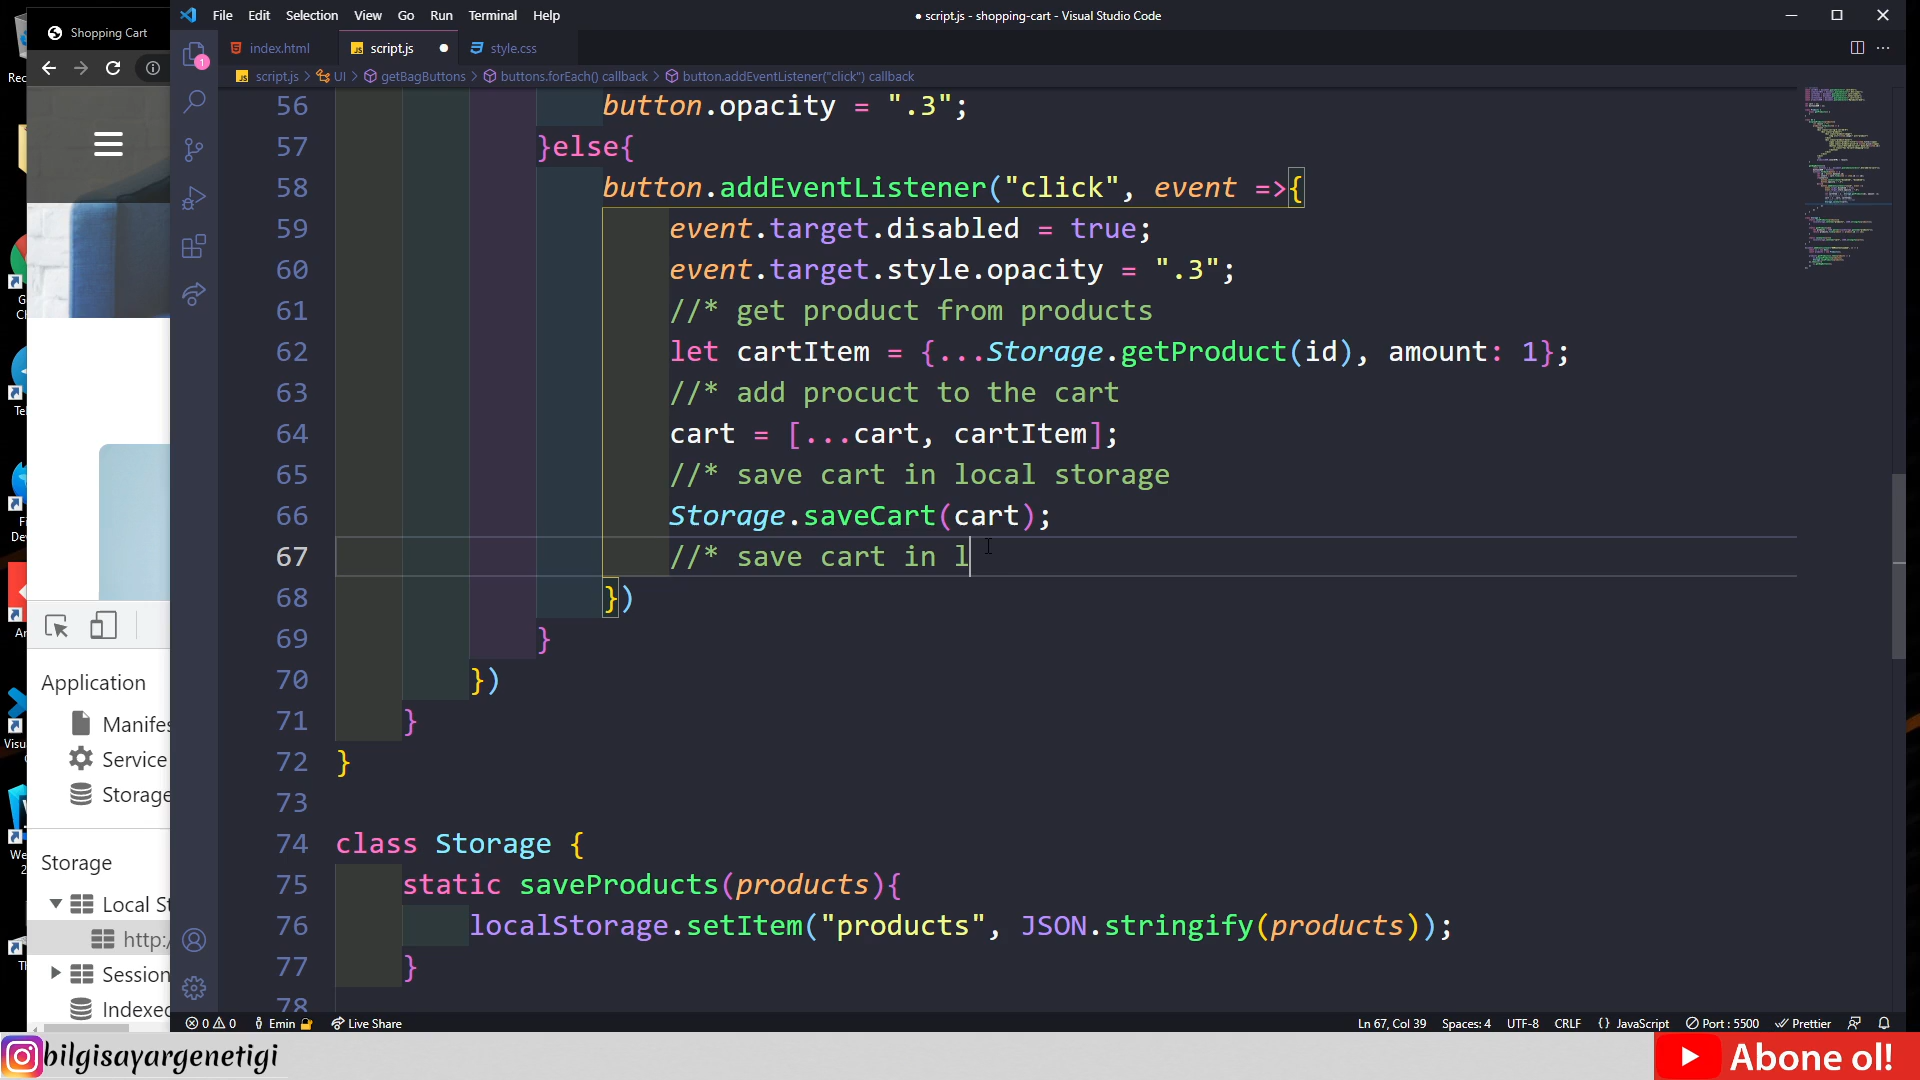 File Edit Selection View Go Run Terminal Help
● script.js - shopping-cart - Visual Studio Code
Shopping Cart
index.html
script.js
style.css
script.js > UI > getBagButtons > buttons.forEach() callback > button.addEventListener("click") callback
56 button.opacity = ".3";
57 }else{
58 button.addEventListener("click", event =>{
59 event.target.disabled = true;
60 event.target.style.opacity = ".3";
61 //* get product from products
62 let cartItem = {...Storage.getProduct(id), amount: 1};
63 //* add procuct to the cart
64 cart = [...cart, cartItem];
65 //* save cart in local storage
66 Storage.saveCart(cart);
67 //* save cart in l
68 })
69 }
70 })
71 }
72 }
73
74 class Storage {
75 static saveProducts(products){
76 localStorage.setItem("products", JSON.stringify(products));
77 }
78
Application
Manifes
Service
Storage
Storage
Local St
http:/
Session
Indexed
0 0 Emin Live Share
Ln 67, Col 39 Spaces: 4 UTF-8 CRLF {} JavaScript Port : 5500 Prettier
bilgisayargenetigi
Abone ol!